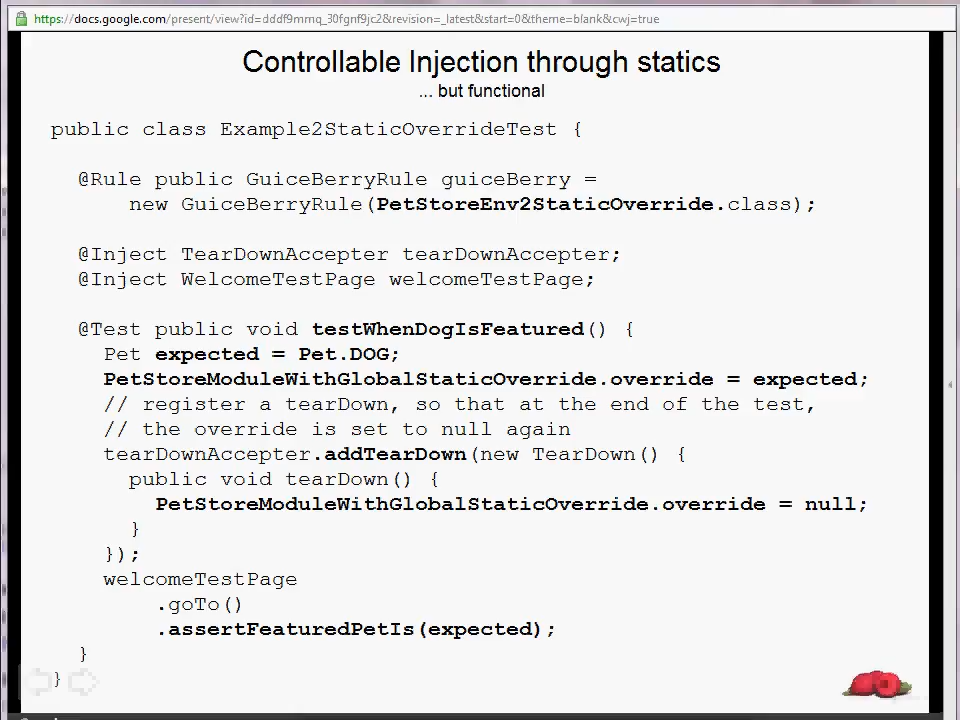 https://docs.google.com/present/view?id=dddf9mmq_30fgnf9jc2&revision=_latest&start=0&theme=blank&cwj=true
Controllable Injection through statics
... but functional
public class Example2StaticOverrideTest {
@Rule public GuiceBerryRule guiceBerry =
new GuiceBerryRule(PetStoreEnv2StaticOverride.class);
@Inject TearDownAccepter tearDownAccepter;
@Inject WelcomeTestPage welcomeTestPage;
@Test public void testWhenDogIsFeatured() {
Pet expected = Pet.DOG;
PetStoreModuleWithGlobalStaticOverride.override = expected;
// register a tearDown, so that at the end of the test,
// the override is set to null again
tearDownAccepter.addTearDown(new TearDown() {
public void tearDown() {
PetStoreModuleWithGlobalStaticOverride.override = null;
}
});
welcomeTestPage
.goTo()
.assertFeaturedPetIs(expected);
}
}